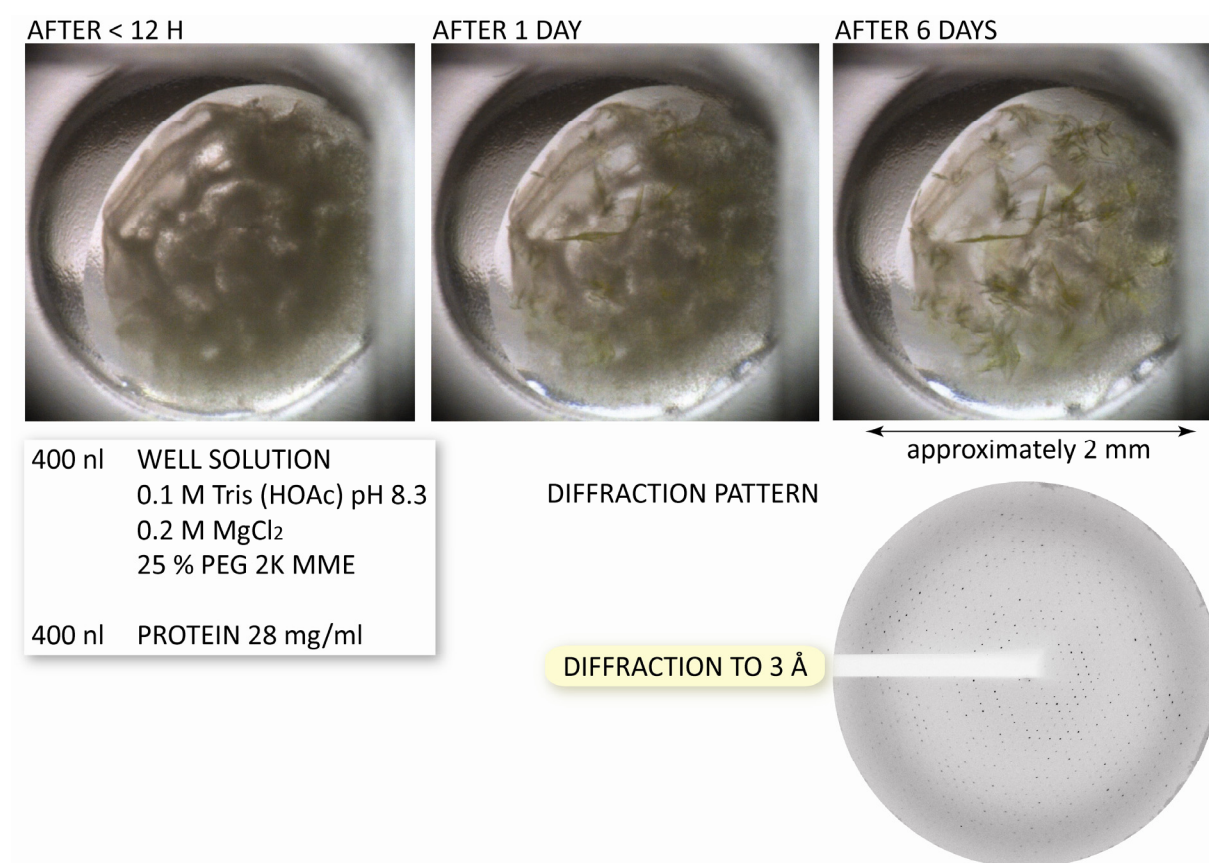 AFTER < 12 H
AFTER 1 DAY
AFTER 6 DAYS
approximately 2 mm
400 nl WELL SOLUTION
0.1 M Tris (HOAc) pH 8.3
0.2 M MgCl2
25 % PEG 2K MME
400 nl PROTEIN 28 mg/ml
DIFFRACTION PATTERN
DIFFRACTION TO 3 Å